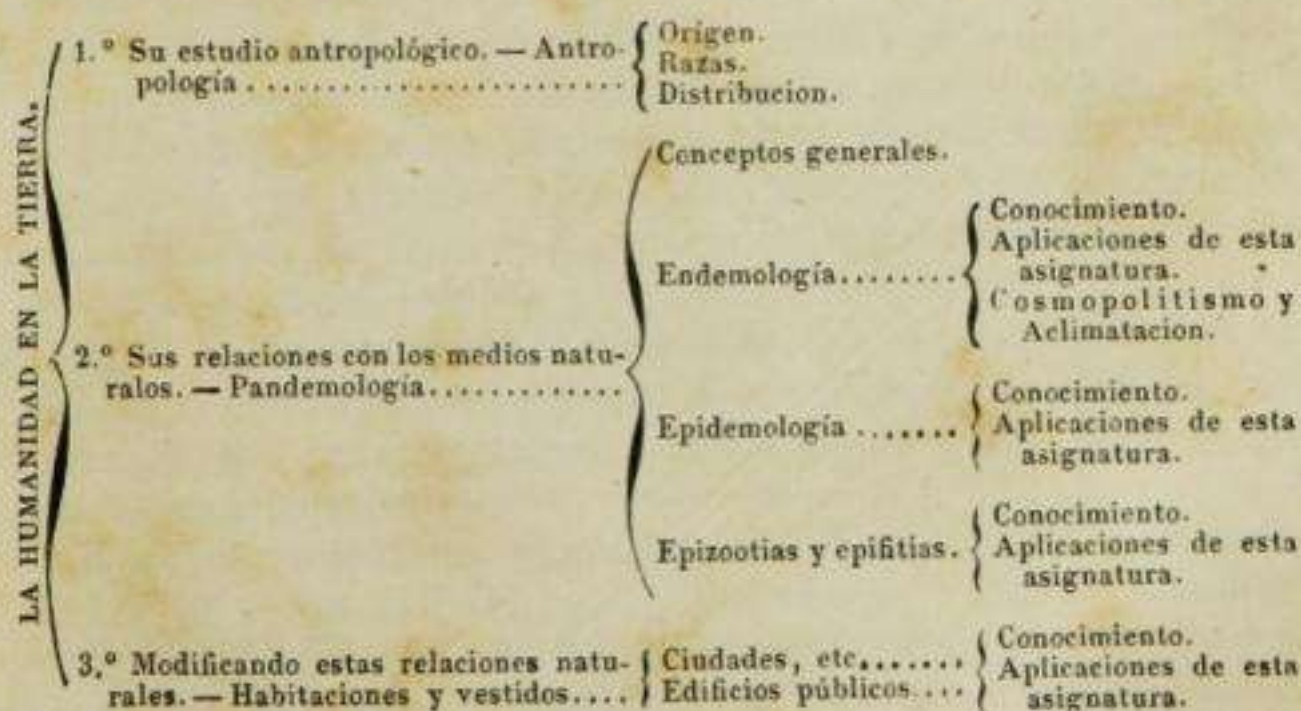 LA HUMANIDAD EN LA TIERRA.
1.º Su estudio antropológico. — Antro-
pología . . . . . . . . . . . . . . . . . . . . . . .
Orígen.
Razas.
Distribucion.
2.º Sus relaciones con los medios natu-
ralos. — Pandemología.............
Conceptos generales.
Endemología........
Conocimiento.
Aplicaciones de esta
asignatura.
Cosmopolitismo y
Aclimatacion.
Epidemología .......
Conocimiento.
Aplicaciones de esta
asignatura.
Epizootias y epifitias.
Conocimiento.
Aplicaciones de esta
asignatura.
3.º Modificando estas relaciones natu-
rales. — Habitaciones y vestidos....
Ciudades, etc.......
Edificios públicos....
Conocimiento.
Aplicaciones de esta
asignatura.